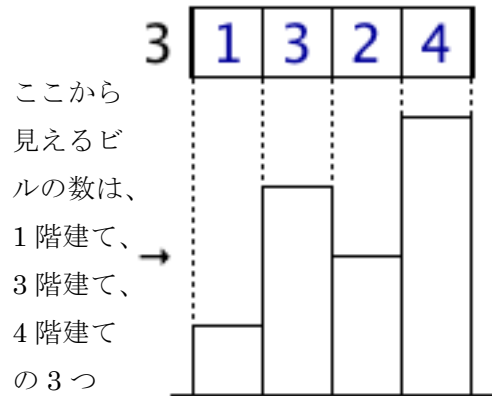 3 1 3 2 4
ここから
見えるビ
ルの数は、
1 階建て、
3 階建て、
4 階建て
の 3 つ
→